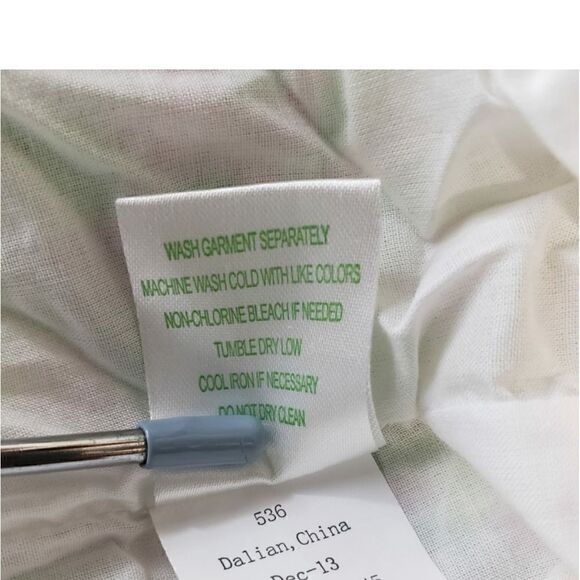 WASH GARMENT SEPARATELY
MACHINE WASH COLD WITH LIKE COLORS
NON-CHLORINE BLEACH IF NEEDED
TUMBLE DRY LOW
COOL IRON IF NECESSARY
DO NOT DRY CLEAN
536
Dalian, China
Dec-13